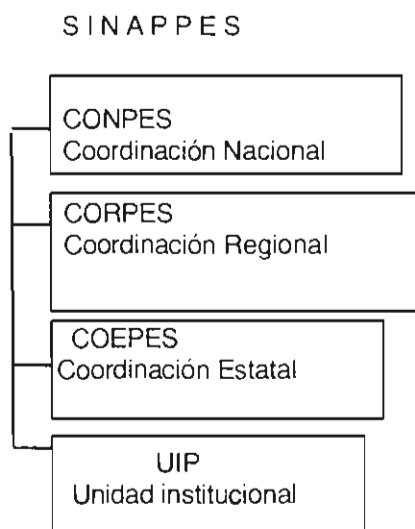 SINAPPES
CONPES
Coordinación Nacional
CORPES
Coordinación Regional
COEPES
Coordinación Estatal
UIP
Unidad institucional